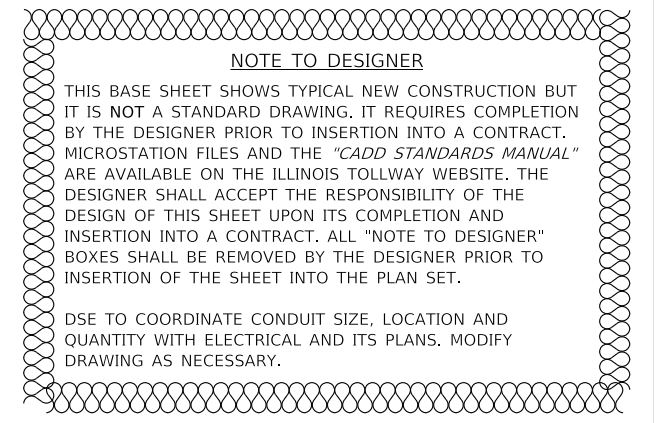 NOTE TO DESIGNER
THIS BASE SHEET SHOWS TYPICAL NEW CONSTRUCTION BUT
IT IS NOT A STANDARD DRAWING. IT REQUIRES COMPLETION
BY THE DESIGNER PRIOR TO INSERTION INTO A CONTRACT.
MICROSTATION FILES AND THE "CADD STANDARDS MANUAL"
ARE AVAILABLE ON THE ILLINOIS TOLLWAY WEBSITE. THE
DESIGNER SHALL ACCEPT THE RESPONSIBILITY OF THE
DESIGN OF THIS SHEET UPON ITS COMPLETION AND
INSERTION INTO A CONTRACT. ALL "NOTE TO DESIGNER"
BOXES SHALL BE REMOVED BY THE DESIGNER PRIOR TO
INSERTION OF THE SHEET INTO THE PLAN SET.
DSE TO COORDINATE CONDUIT SIZE, LOCATION AND
QUANTITY WITH ELECTRICAL AND ITS PLANS. MODIFY
DRAWING AS NECESSARY.